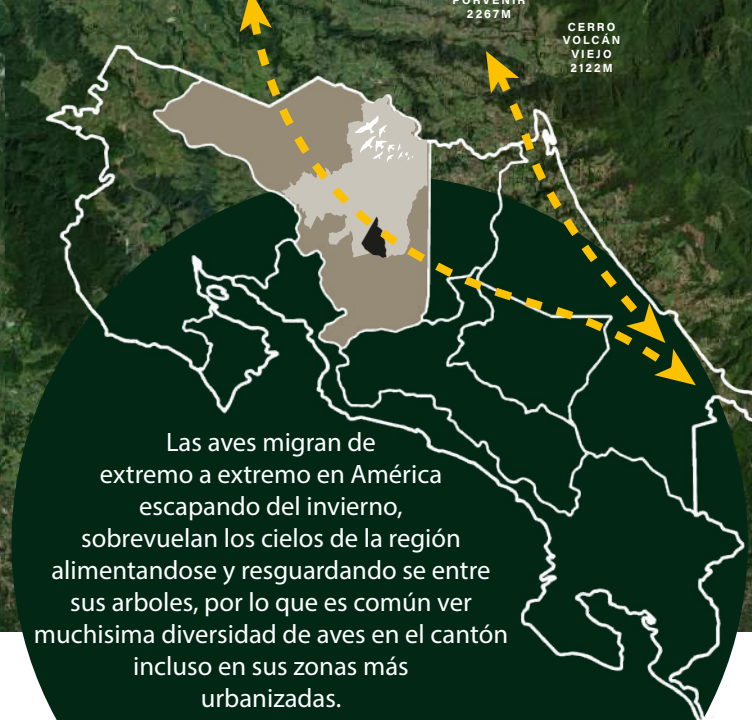 PORVENIR
2267M
CERRO
VOLCÁN
VIEJO
2122M
Las aves migran de
extremo a extremo en América
escapando del invierno,
sobrevuelan los cielos de la región
alimentandose y resguardando se entre
sus arboles, por lo que es común ver
muchisima diversidad de aves en el cantón
incluso en sus zonas más
urbanizadas.